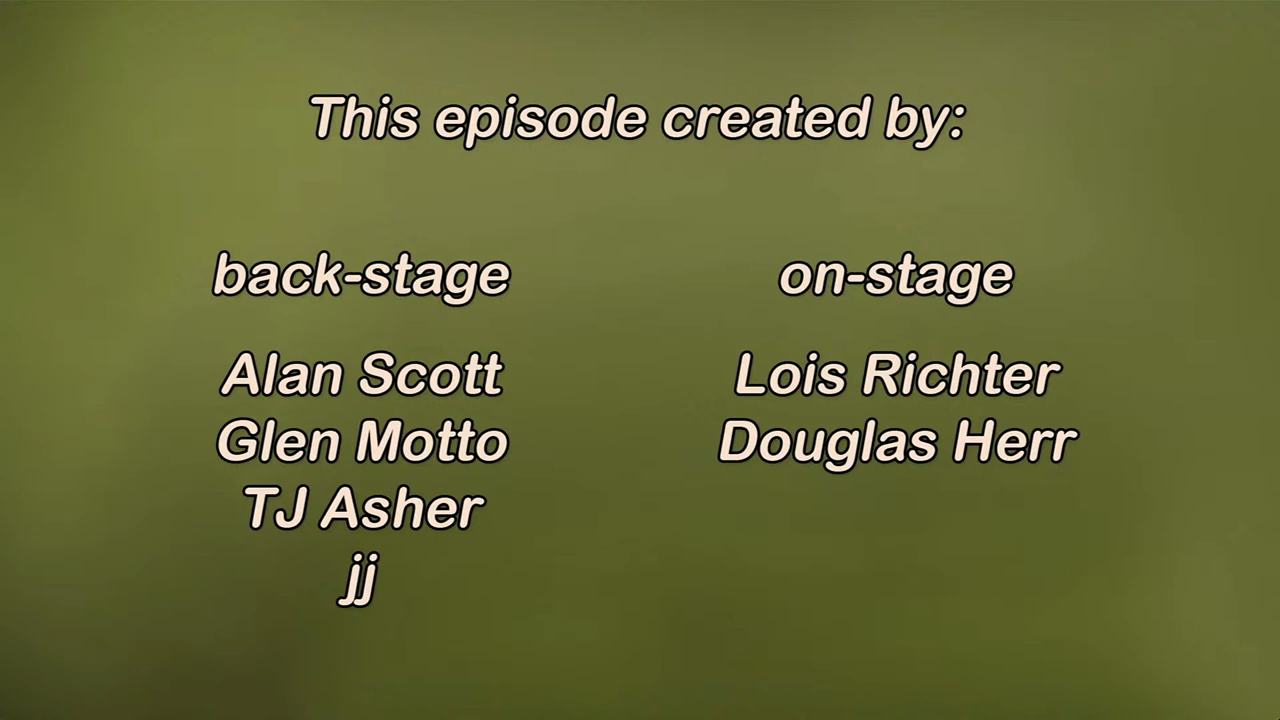 This episode created by:
back-stage
Alan Scott
Glen Motto
TJ Asher
jj
on-stage
Lois Richter
Douglas Herr